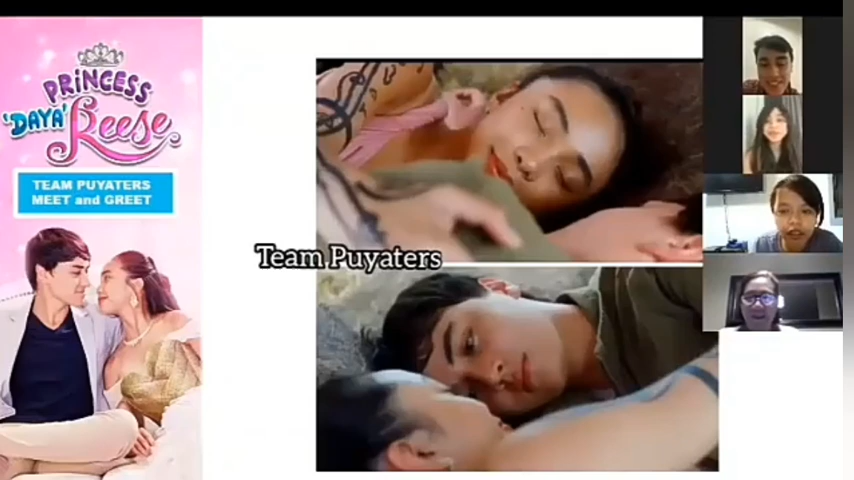 PRINCESS
'DAYA'
Reese
TEAM PUYATERS
MEET and GREET
Team Puyaters